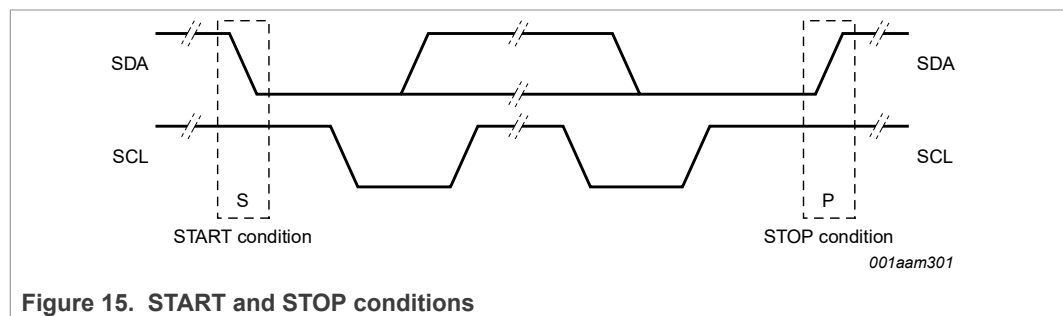 SDA
SDA
SCL
SCL
S
P
START condition
STOP condition
001aam301
Figure 15. START and STOP conditions